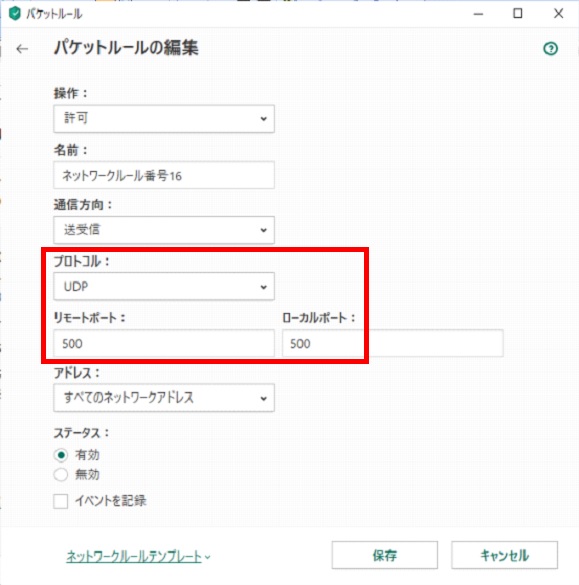 パケットルール
パケットルールの編集
操作：
許可
名前：
ネットワークルール番号16
通信方向：
送受信
プロトコル：
UDP
リモートポート： ローカルポート：
500 500
アドレス：
すべてのネットワークアドレス
ステータス：
有効
無効
イベントを記録
ネットワークルールテンプレート 保存 キャンセル